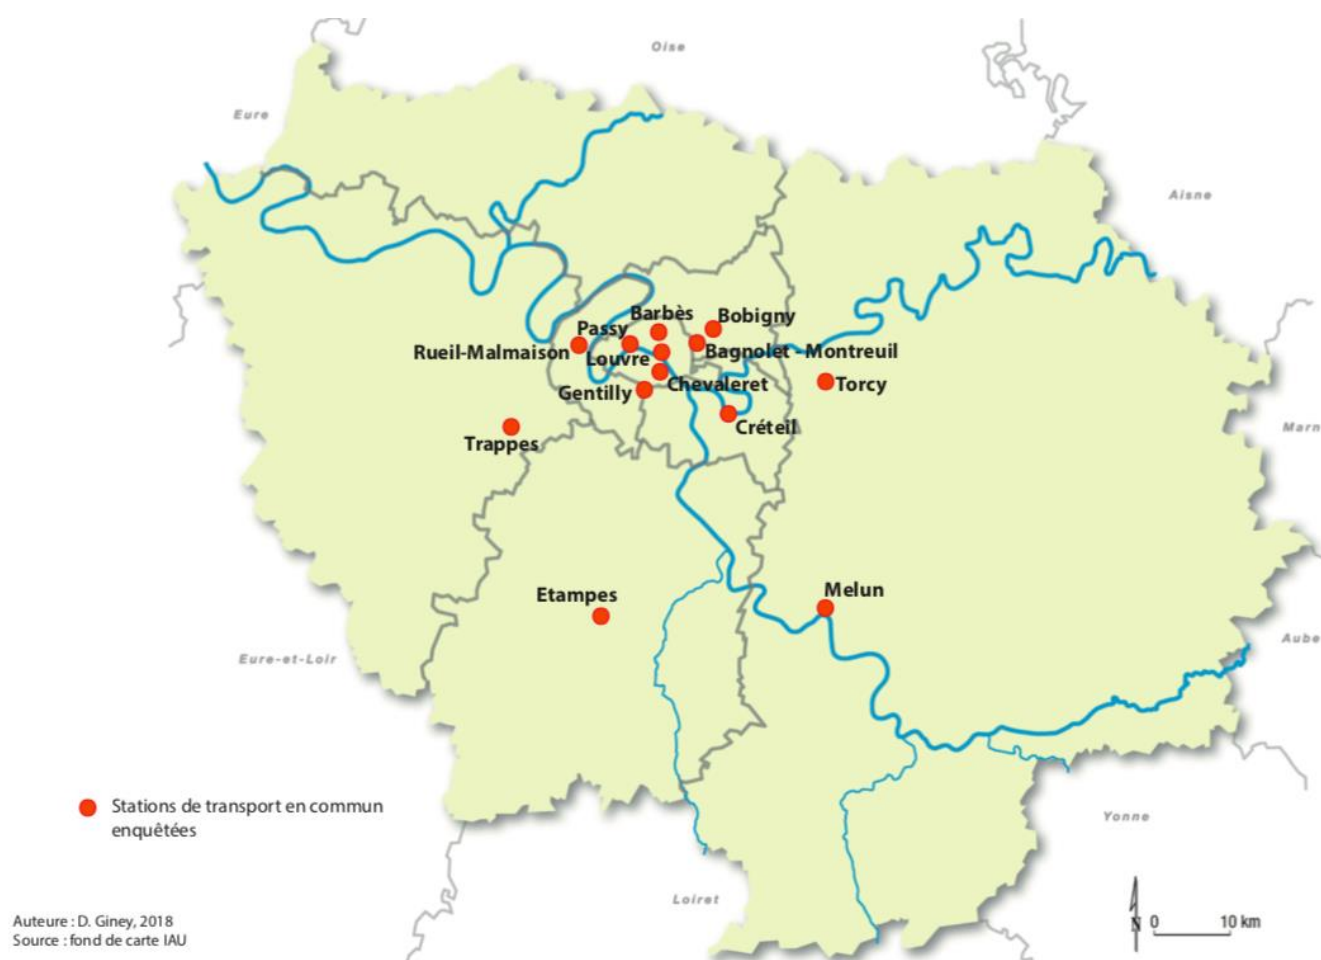 Oise
Eure
Aisne
Barbès
Bobigny
Passy
Rueil-Malmaison
Louvre
Bagnolet -Montreuil
Chevaleret
Torcy
Gentilly
Créteil
Marn
Trappes
Etampes
Melun
Aube
Eure-et-Loir
Stations de transport en commun
enquêtées
Yonne
Loiret
Auteure : D. Giney, 2018
Source : fond de carte IAU
N 0 10 km